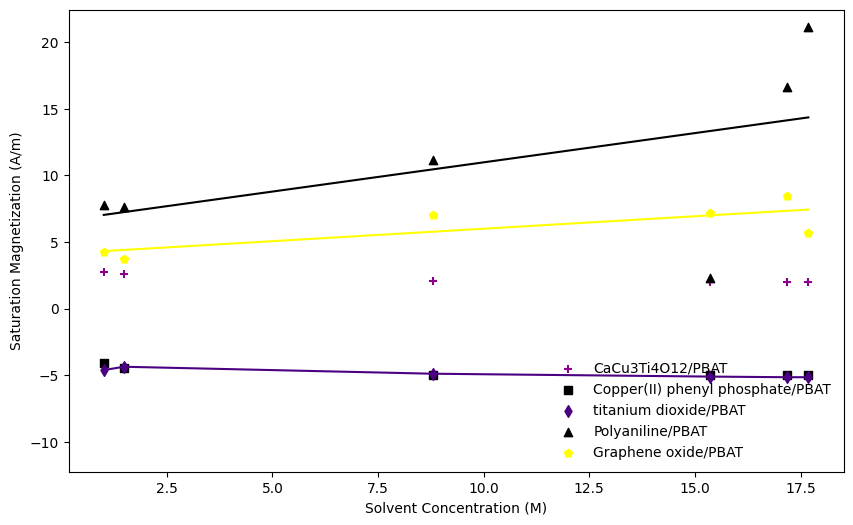 20
15
10
5
0
−5
−10
Saturation Magnetization (A/m)
CaCu3Ti4O12/PBAT
Copper(II) phenyl phosphate/PBAT
titanium dioxide/PBAT
Polyaniline/PBAT
Graphene oxide/PBAT
2.5 5.0 7.5 10.0 12.5 15.0 17.5
Solvent Concentration (M)